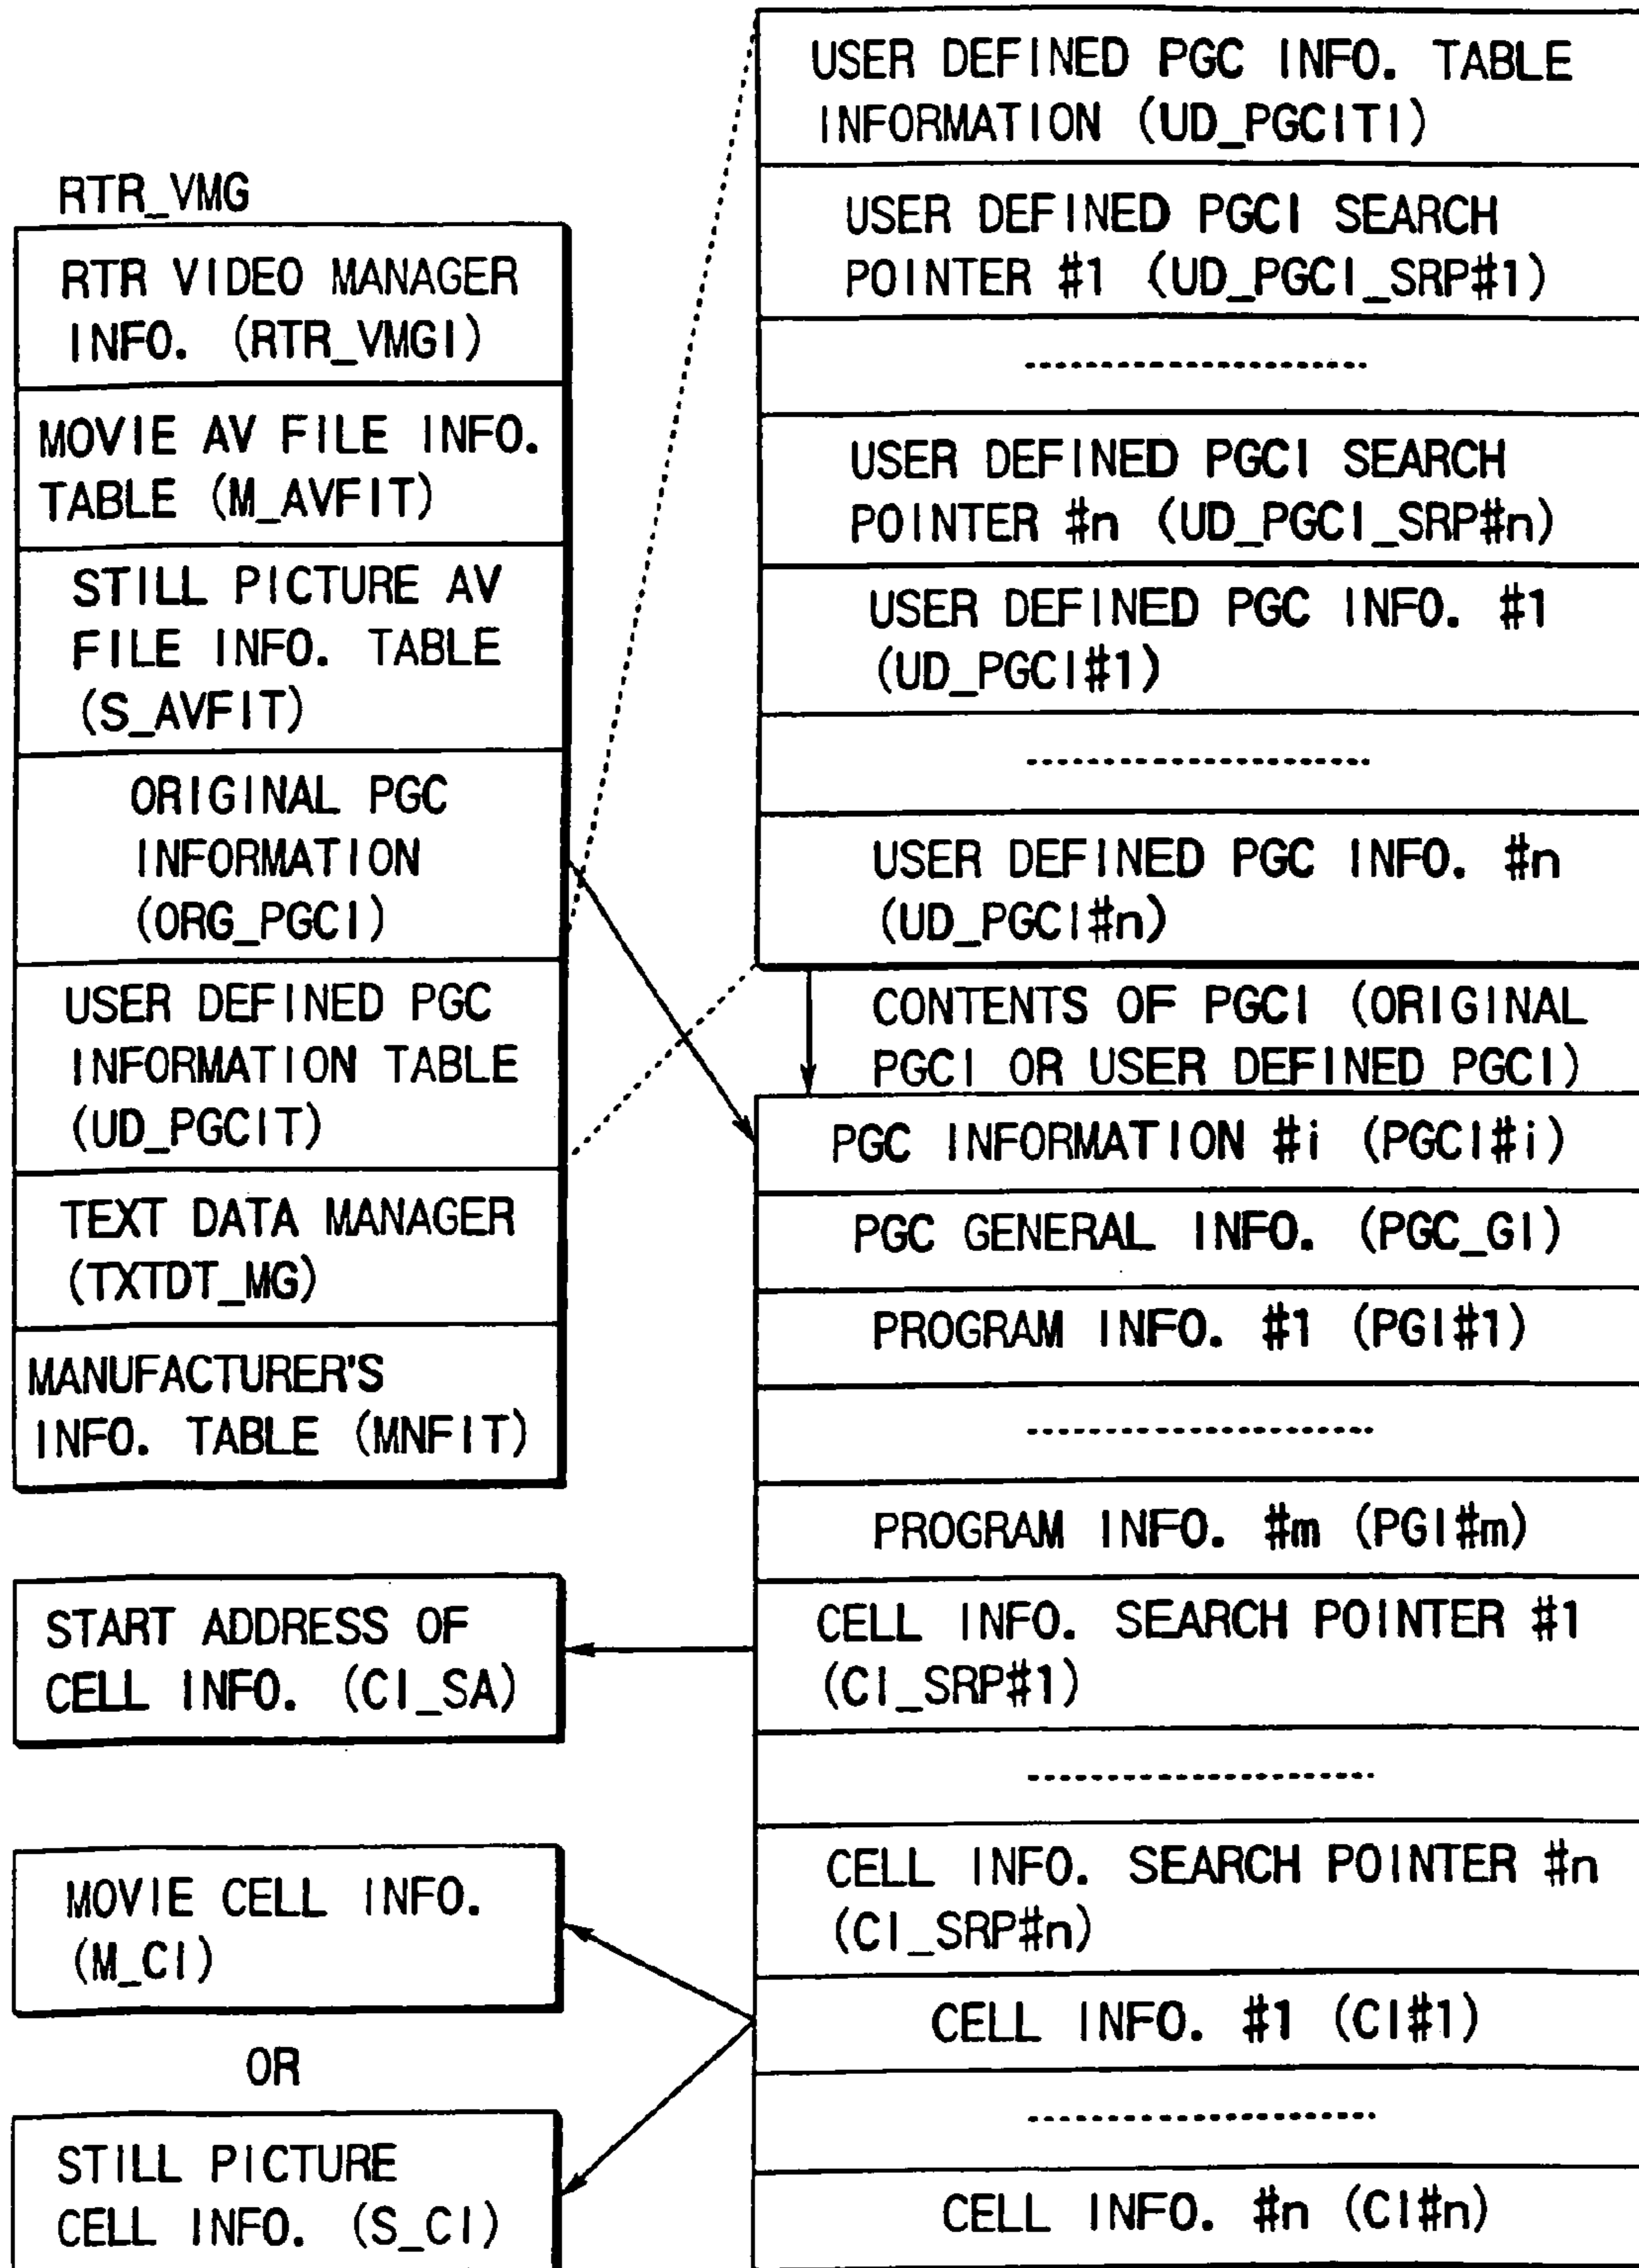 RTR_VMG
RTR VIDEO MANAGER
INFO. (RTR_VMGI)
MOVIE AV FILE INFO.
TABLE (M_AVFIT)
STILL PICTURE AV
FILE INFO. TABLE
(S_AVFIT)
ORIGINAL PGC
INFORMATION
(ORG_PGCI)
USER DEFINED PGC
INFORMATION TABLE
(UD_PGCIT)
TEXT DATA MANAGER
(TXTDT_MG)
MANUFACTURER'S
INFO. TABLE (MNFIT)
START ADDRESS OF
CELL INFO. (CI_SA)
MOVIE CELL INFO.
(M_CI)
OR
STILL PICTURE
CELL INFO. (S_CI)
USER DEFINED PGC INFO. TABLE
INFORMATION (UD_PGCITI)
USER DEFINED PGCI SEARCH
POINTER #1 (UD_PGCI_SRP#1)
USER DEFINED PGCI SEARCH
POINTER #n (UD_PGCI_SRP#n)
USER DEFINED PGC INFO. #1
(UD_PGCI#1)
USER DEFINED PGC INFO. #n
(UD_PGCI#n)
CONTENTS OF PGCI (ORIGINAL
PGCI OR USER DEFINED PGCI)
PGC INFORMATION #i (PGCI#i)
PGC GENERAL INFO. (PGC_GI)
PROGRAM INFO. #1 (PGI#1)
PROGRAM INFO. #m (PGI#m)
CELL INFO. SEARCH POINTER #1
(CI_SRP#1)
CELL INFO. SEARCH POINTER #n
(CI_SRP#n)
CELL INFO. #1 (CI#1)
CELL INFO. #n (CI#n)